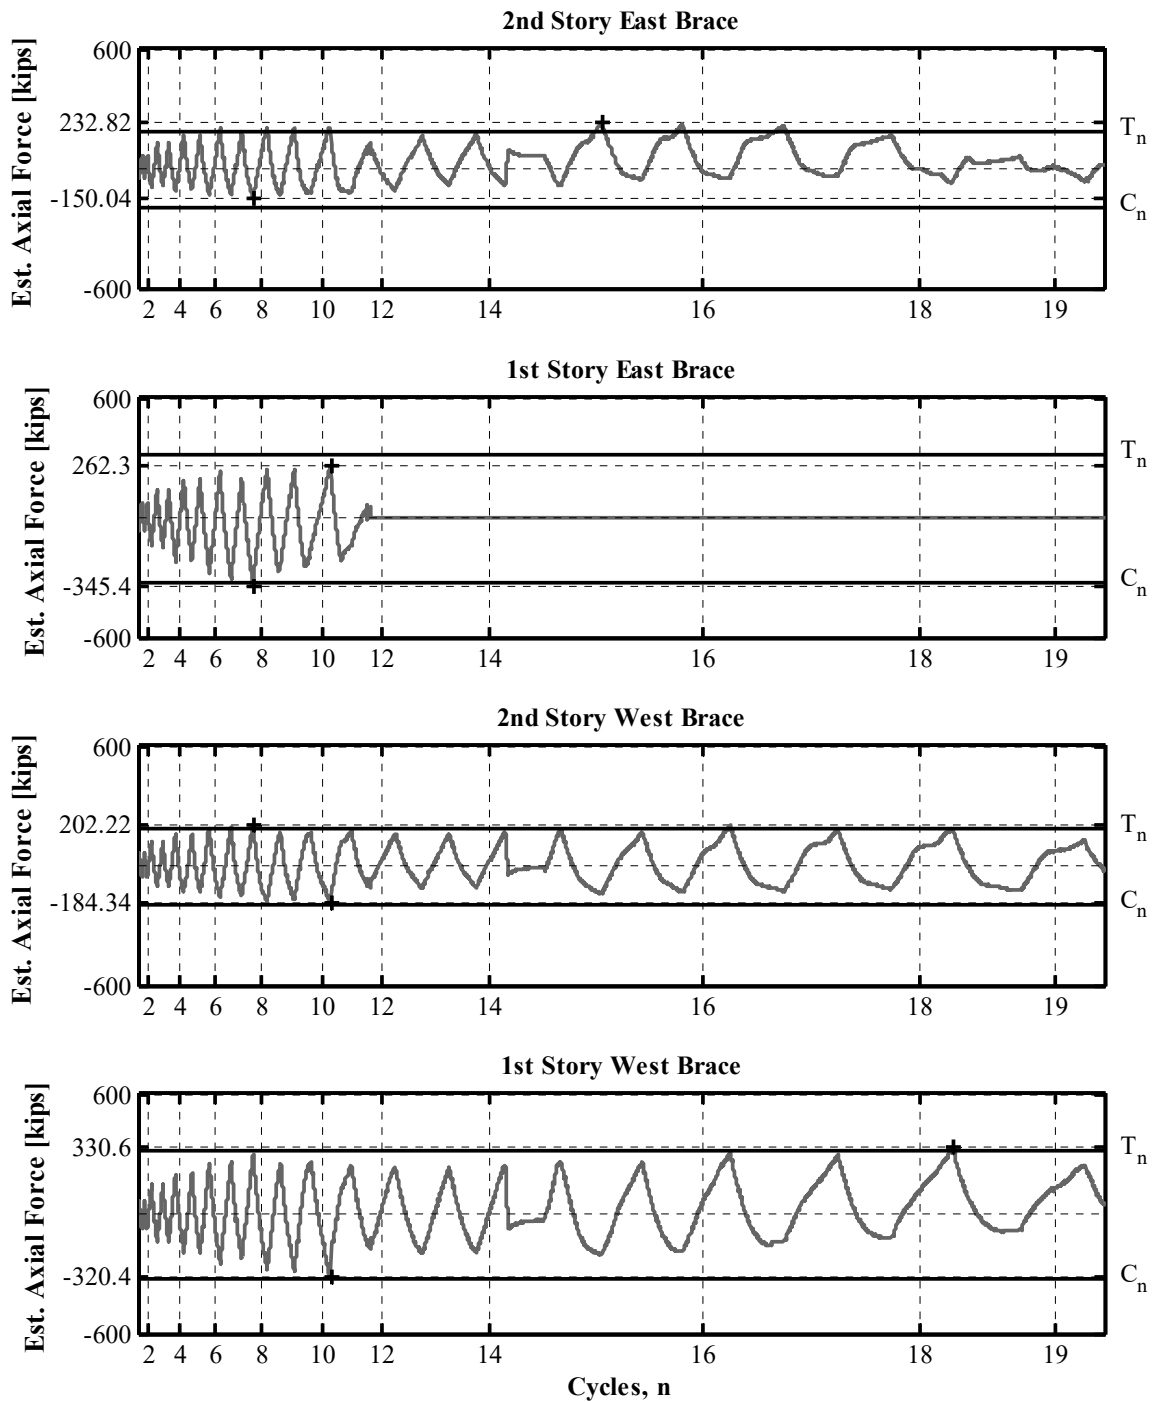 2nd Story East Brace
Est. Axial Force [kips]
600
232.82
-150.04
-600
T_n
C_n
2 4 6 8 10 12 14 16 18 19
1st Story East Brace
Est. Axial Force [kips]
600
262.3
-345.4
-600
T_n
C_n
2 4 6 8 10 12 14 16 18 19
2nd Story West Brace
Est. Axial Force [kips]
600
202.22
-184.34
-600
T_n
C_n
2 4 6 8 10 12 14 16 18 19
1st Story West Brace
Est. Axial Force [kips]
600
330.6
-320.4
-600
T_n
C_n
2 4 6 8 10 12 14 16 18 19
Cycles, n